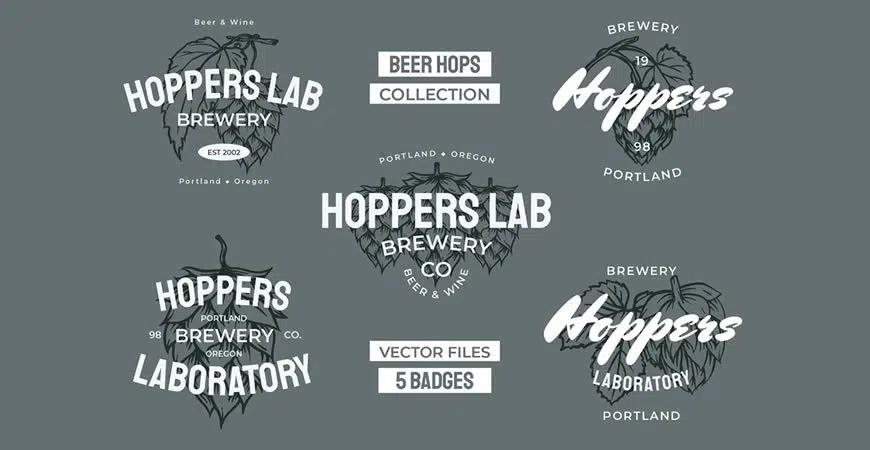 Beer & Wine
HOPPERS LAB
BREWERY
EST 2002
Portland ♦ Oregon
BEER HOPS
COLLECTION
BREWERY
19
Hoppers
98
PORTLAND
PORTLAND ♦ OREGON
HOPPERS LAB
BREWERY
CO
BEER & WINE
HOPPERS
PORTLAND
98 BREWERY CO.
OREGON
LABORATORY
VECTOR FILES
5 BADGES
BREWERY
Hoppers
LABORATORY
PORTLAND